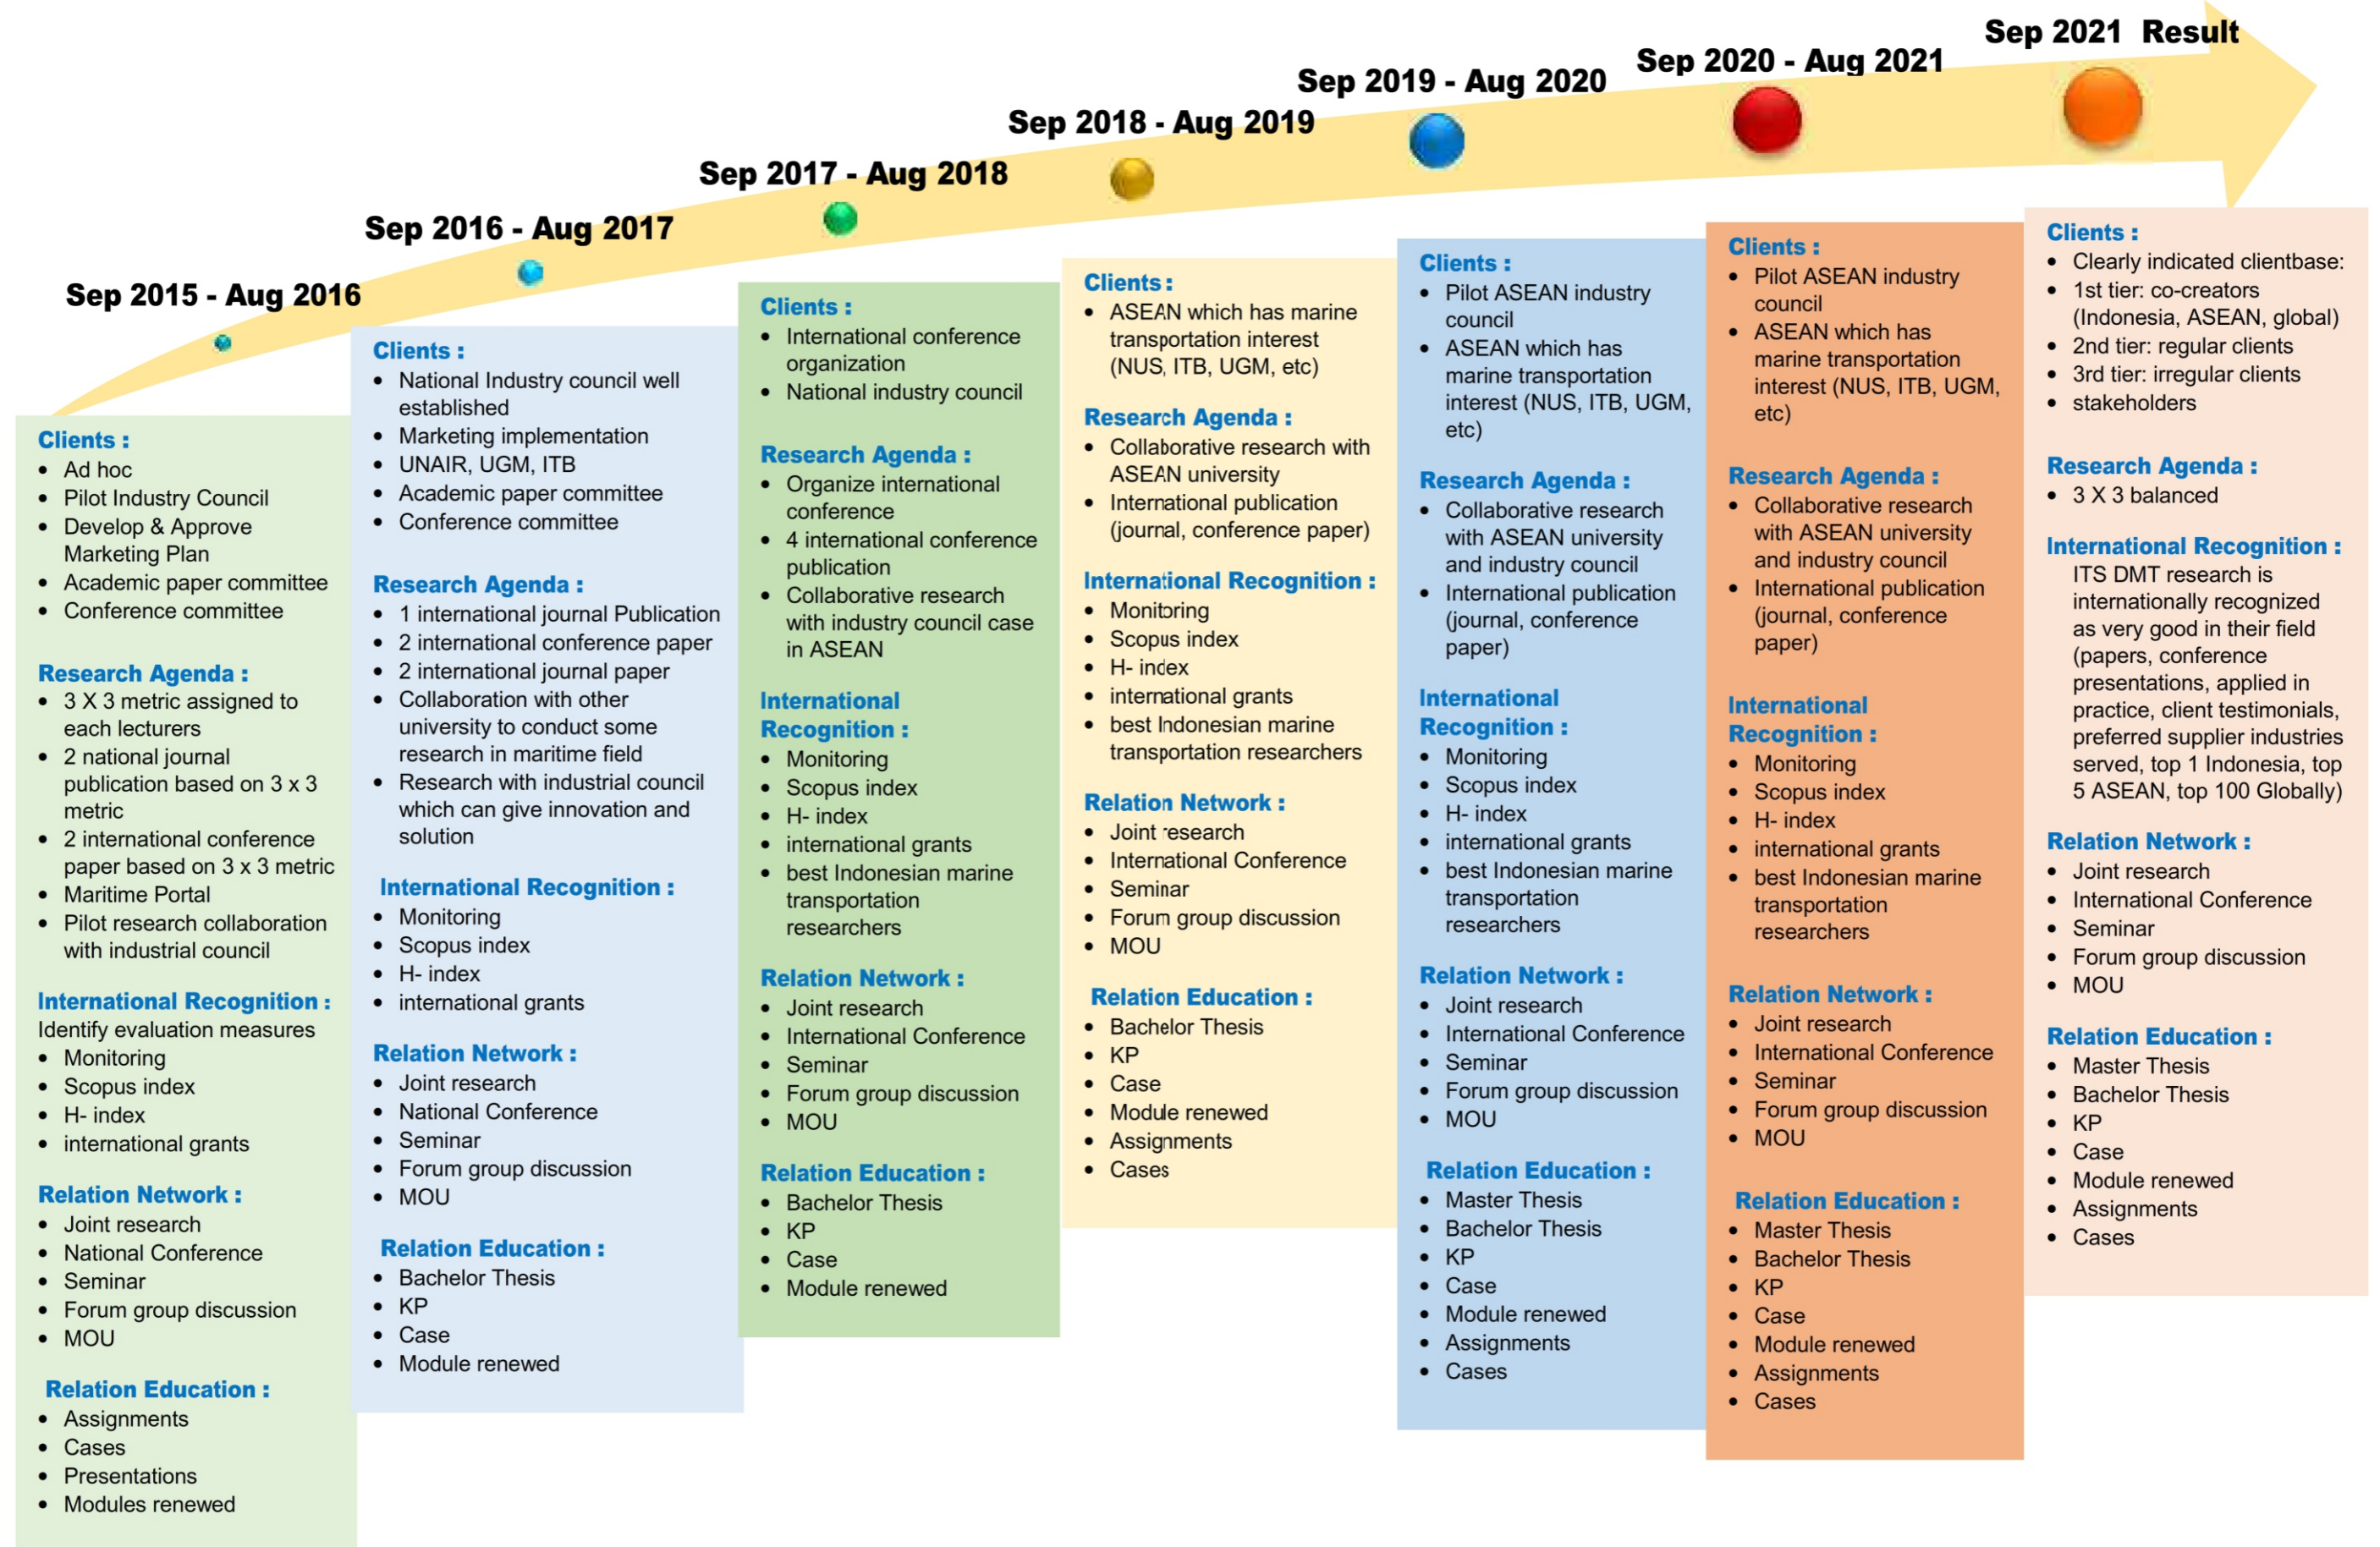 Sep 2015 - Aug 2016
Clients :
• Ad hoc
• Pilot Industry Council
• Develop & Approve
Marketing Plan
• Academic paper committee
• Conference committee
Research Agenda :
• 3 X 3 metric assigned to
each lecturers
• 2 national journal
publication based on 3 x 3
metric
• 2 international conference
paper based on 3 x 3 metric
• Maritime Portal
• Pilot research collaboration
with industrial council
International Recognition :
Identify evaluation measures
• Monitoring
• Scopus index
• H- index
• international grants
Relation Network :
• Joint research
• National Conference
• Seminar
• Forum group discussion
• MOU
Relation Education :
• Assignments
• Cases
• Presentations
• Modules renewed
Sep 2016 - Aug 2017
Clients :
• National Industry council well
established
• Marketing implementation
• UNAIR, UGM, ITB
• Academic paper committee
• Conference committee
Research Agenda :
• 1 international journal Publication
• 2 international conference paper
• 2 international journal paper
• Collaboration with other
university to conduct some
research in maritime field
• Research with industrial council
which can give innovation and
solution
International Recognition :
• Monitoring
• Scopus index
• H- index
• international grants
Relation Network :
• Joint research
• National Conference
• Seminar
• Forum group discussion
• MOU
Relation Education :
• Bachelor Thesis
• KP
• Case
• Module renewed
Sep 2017 - Aug 2018
Clients :
• International conference
organization
• National industry council
Research Agenda :
• Organize international
conference
• 4 international conference
publication
• Collaborative research
with industry council case
in ASEAN
International
Recognition :
• Monitoring
• Scopus index
• H- index
• international grants
• best Indonesian marine
transportation
researchers
Relation Network :
• Joint research
• International Conference
• Seminar
• Forum group discussion
• MOU
Relation Education :
• Bachelor Thesis
• KP
• Case
• Module renewed
Sep 2018 - Aug 2019
Clients :
• ASEAN which has marine
transportation interest
(NUS, ITB, UGM, etc)
Research Agenda :
• Collaborative research with
ASEAN university
• International publication
(journal, conference paper)
International Recognition :
• Monitoring
• Scopus index
• H- index
• international grants
• best Indonesian marine
transportation researchers
Relation Network :
• Joint research
• International Conference
• Seminar
• Forum group discussion
• MOU
Relation Education :
• Bachelor Thesis
• KP
• Case
• Module renewed
• Assignments
• Cases
Sep 2019 - Aug 2020
Clients :
• Pilot ASEAN industry
council
• ASEAN which has
marine transportation
interest (NUS, ITB, UGM,
etc)
Research Agenda :
• Collaborative research
with ASEAN university
and industry council
• International publication
(journal, conference
paper)
International
Recognition :
• Monitoring
• Scopus index
• H- index
• international grants
• best Indonesian marine
transportation
researchers
Relation Network :
• Joint research
• International Conference
• Seminar
• Forum group discussion
• MOU
Relation Education :
• Master Thesis
• Bachelor Thesis
• KP
• Case
• Module renewed
• Assignments
• Cases
Sep 2020 - Aug 2021
Clients :
• Pilot ASEAN industry
council
• ASEAN which has
marine transportation
interest (NUS, ITB, UGM,
etc)
Research Agenda :
• Collaborative research
with ASEAN university
and industry council
• International publication
(journal, conference
paper)
International
Recognition :
• Monitoring
• Scopus index
• H- index
• international grants
• best Indonesian marine
transportation
researchers
Relation Network :
• Joint research
• International Conference
• Seminar
• Forum group discussion
• MOU
Relation Education :
• Master Thesis
• Bachelor Thesis
• KP
• Case
• Module renewed
• Assignments
• Cases
Sep 2021 Result
Clients :
• Clearly indicated clientbase:
• 1st tier: co-creators
(Indonesia, ASEAN, global)
• 2nd tier: regular clients
• 3rd tier: irregular clients
• stakeholders
Research Agenda :
• 3 X 3 balanced
International Recognition :
ITS DMT research is
internationally recognized
as very good in their field
(papers, conference
presentations, applied in
practice, client testimonials,
preferred supplier industries
served, top 1 Indonesia, top
5 ASEAN, top 100 Globally)
Relation Network :
• Joint research
• International Conference
• Seminar
• Forum group discussion
• MOU
Relation Education :
• Master Thesis
• Bachelor Thesis
• KP
• Case
• Module renewed
• Assignments
• Cases